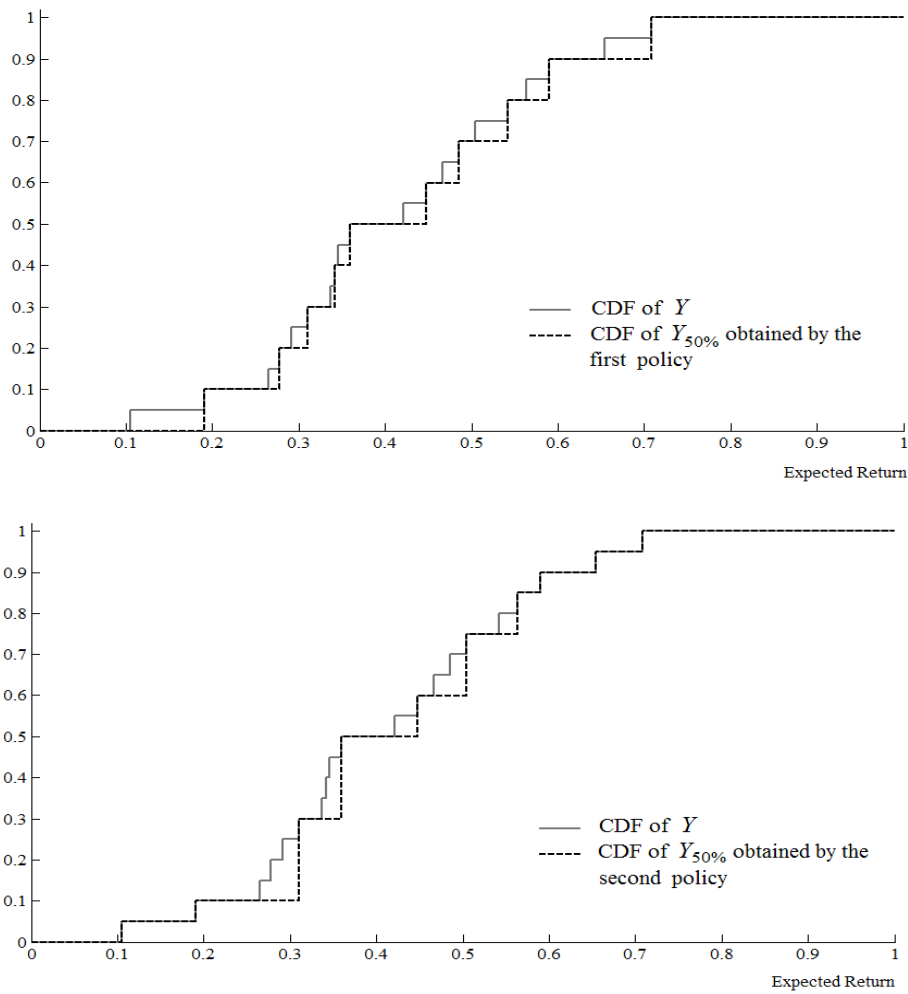 1
0.9
0.8
0.7
0.6
0.5
0.4
0.3
0.2
0.1
0
CDF of Y
CDF of Y50% obtained by the
first policy
0 0.1 0.2 0.3 0.4 0.5 0.6 0.7 0.8 0.9 1
Expected Return
1
0.9
0.8
0.7
0.6
0.5
0.4
0.3
0.2
0.1
0
CDF of Y
CDF of Y50% obtained by the
second policy
0 0.1 0.2 0.3 0.4 0.5 0.6 0.7 0.8 0.9 1
Expected Return